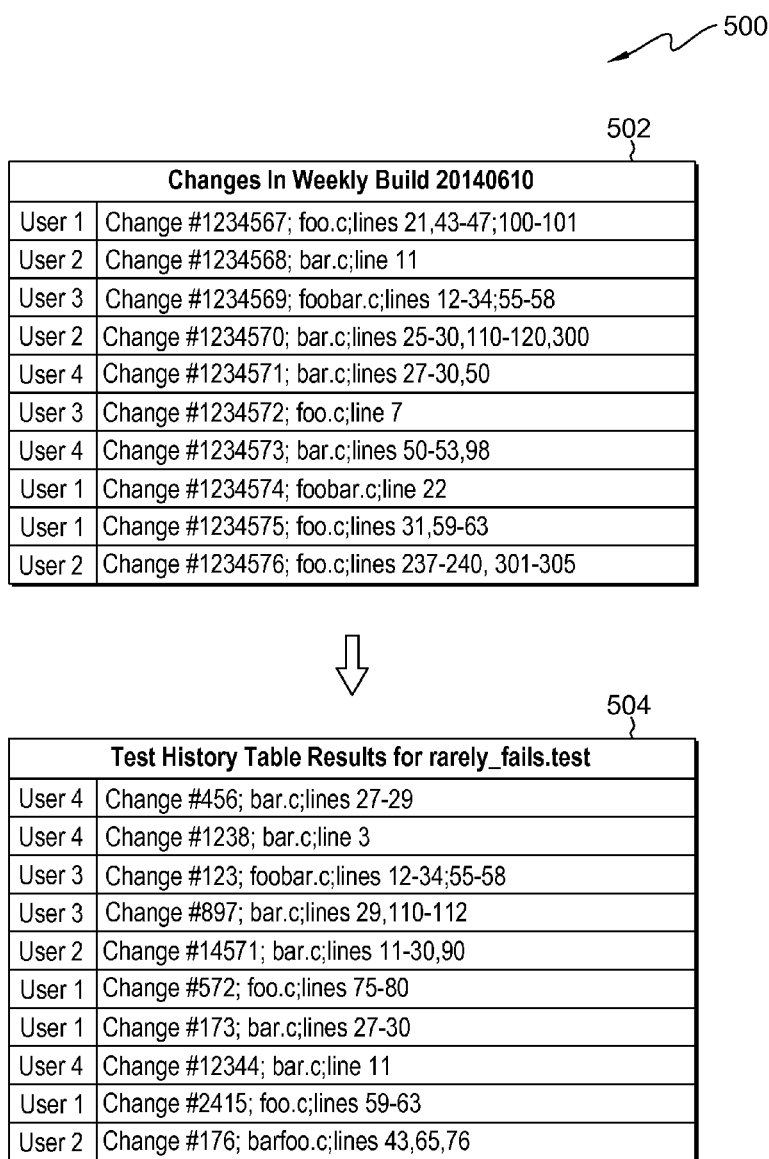 500
502
Changes In Weekly Build 20140610
User 1 Change #1234567; foo.c;lines 21,43-47;100-101
User 2 Change #1234568; bar.c;line 11
User 3 Change #1234569; foobar.c;lines 12-34;55-58
User 2 Change #1234570; bar.c;lines 25-30,110-120,300
User 4 Change #1234571; bar.c;lines 27-30,50
User 3 Change #1234572; foo.c;line 7
User 4 Change #1234573; bar.c;lines 50-53,98
User 1 Change #1234574; foobar.c;line 22
User 1 Change #1234575; foo.c;lines 31,59-63
User 2 Change #1234576; foo.c;lines 237-240, 301-305
504
Test History Table Results for rarely_fails.test
User 4 Change #456; bar.c;lines 27-29
User 4 Change #1238; bar.c;line 3
User 3 Change #123; foobar.c;lines 12-34;55-58
User 3 Change #897; bar.c;lines 29,110-112
User 2 Change #14571; bar.c;lines 11-30,90
User 1 Change #572; foo.c;lines 75-80
User 1 Change #173; bar.c;lines 27-30
User 4 Change #12344; bar.c;line 11
User 1 Change #2415; foo.c;lines 59-63
User 2 Change #176; barfoo.c;lines 43,65,76